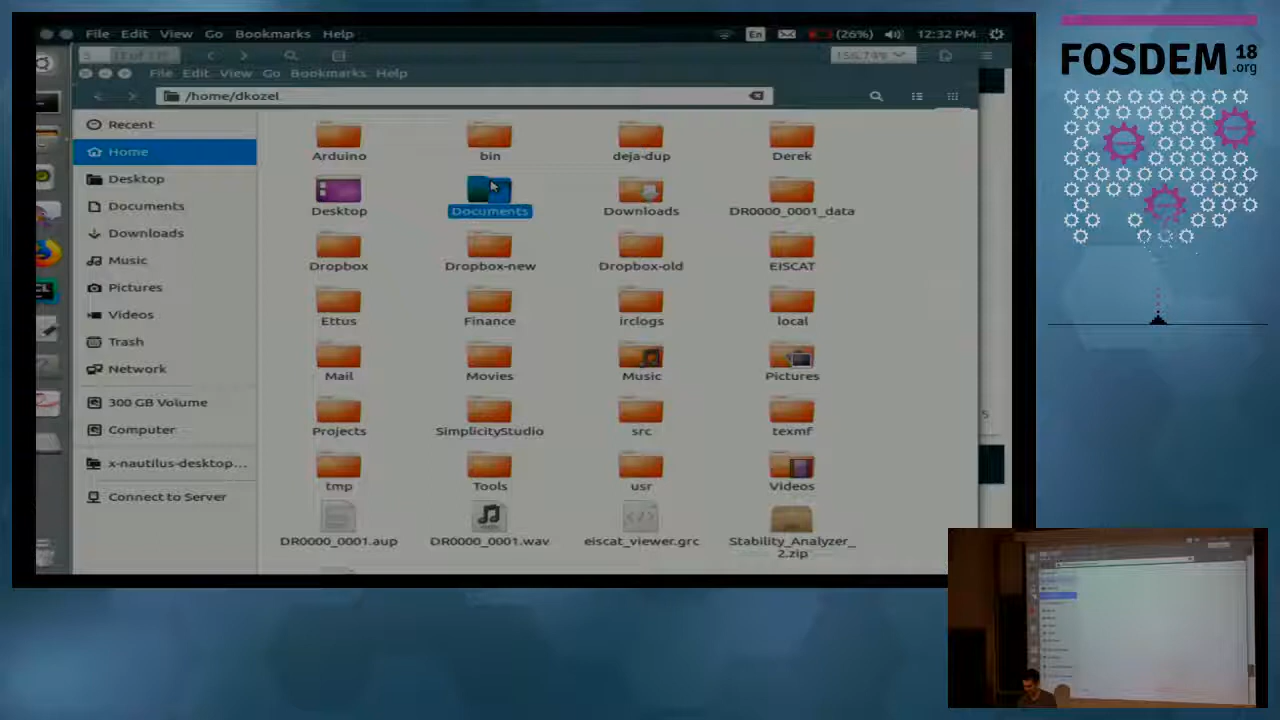 File Edit View Go Bookmarks Help
En (26%) 12:32 PM
File Edit View Go Bookmarks Help
/home/dkozel
Recent
Home
Desktop
Documents
Downloads
Music
Pictures
Videos
Trash
Network
300 GB Volume
Computer
x-nautilus-desktop...
Connect to Server
Arduino bin deja-dup Derek
Desktop Documents Downloads DR0000_0001_data
Dropbox Dropbox-new Dropbox-old EISCAT
Ettus Finance irclogs local
Mail Movies Music Pictures
Projects SimplicityStudio src texmf
tmp Tools usr Videos
DR0000_0001.aup DR0000_0001.wav eiscat_viewer.grc Stability_Analyzer_
2.zip
FOSDEM 18
.org